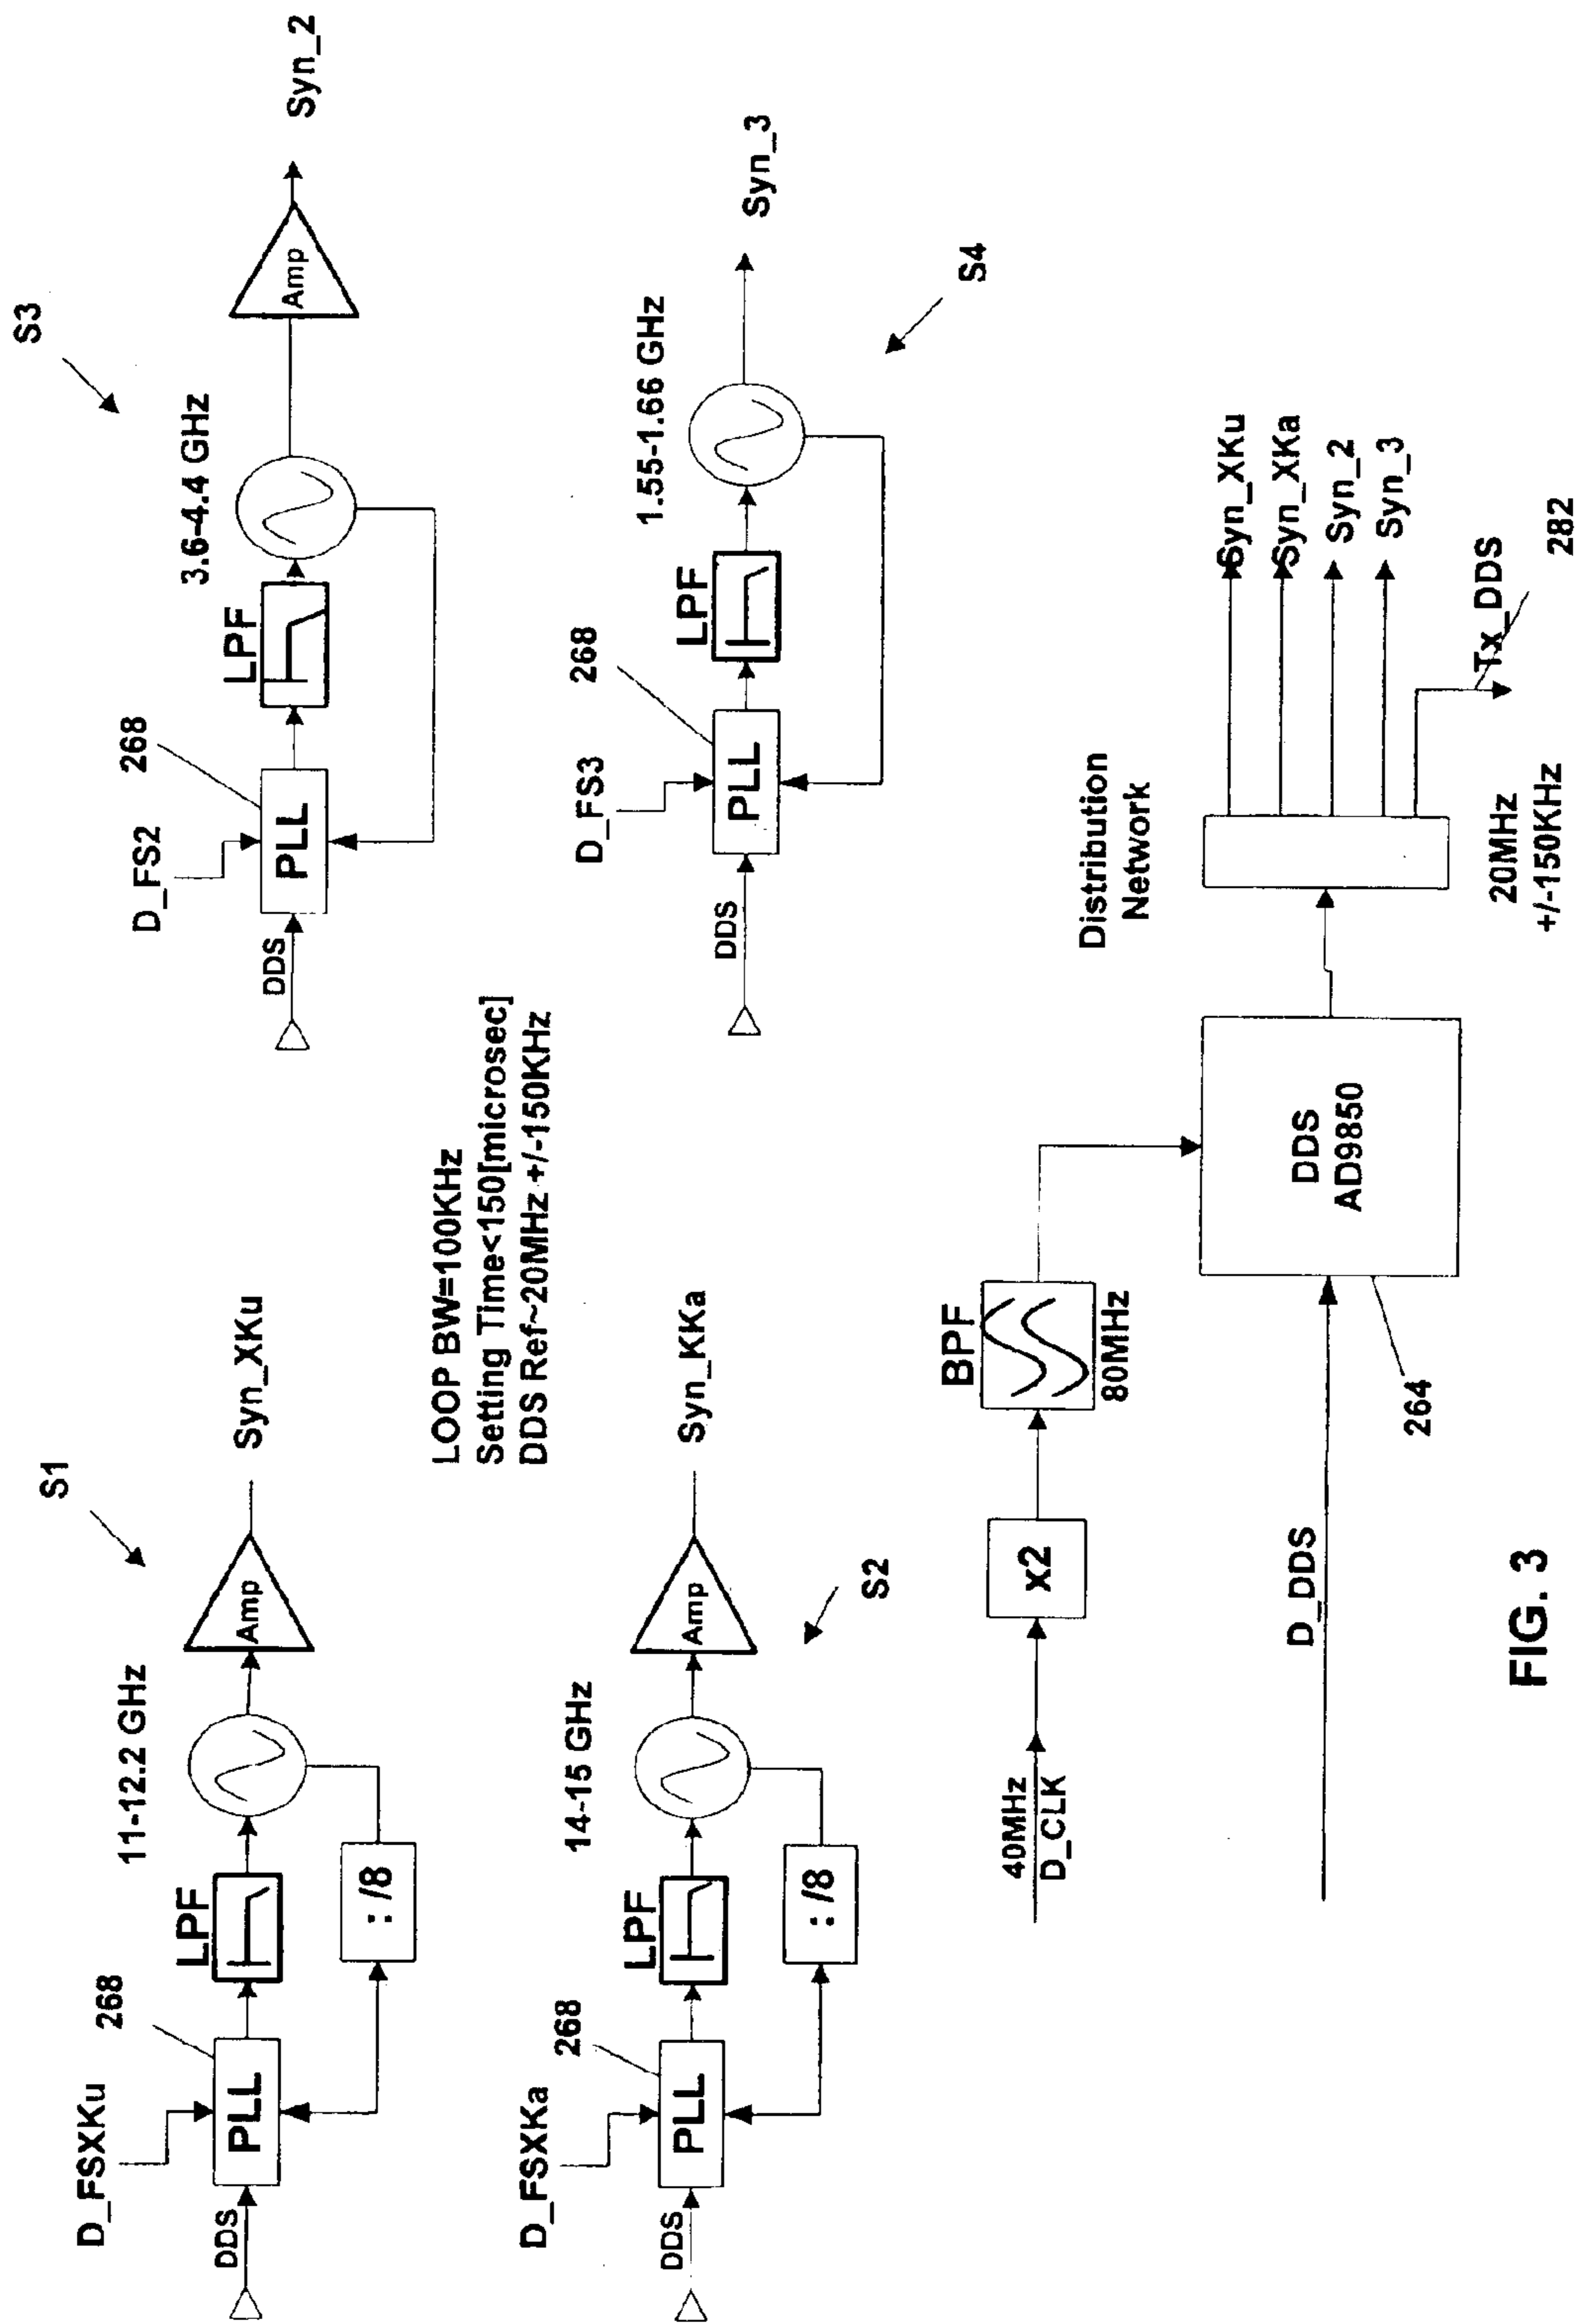 S1
D_FSXKu
268
LPF
11-12.2 GHz
DDS
PLL
Amp
Syn_XKu
: /8
S3
D_FS2
268
LPF
3.6-4.4 GHz
DDS
PLL
Amp
Syn_2
LOOP BW=100KHz
Setting Time<150[microsec]
DDS Ref~20MHz +/-150KHz
D_FSXKa
268
LPF
14-15 GHz
DDS
PLL
Amp
Syn_KKa
: /8
S2
D_FS3
268
LPF
1.55-1.66 GHz
DDS
PLL
Syn_3
S4
40MHz
D_CLK
x2
BPF
80MHz
D_DDS
DDS
AD9850
264
Distribution
Network
Syn_XKu
Syn_XKa
Syn_2
Syn_3
Tx_DDS
282
20MHz
+/-150KHz
FIG. 3